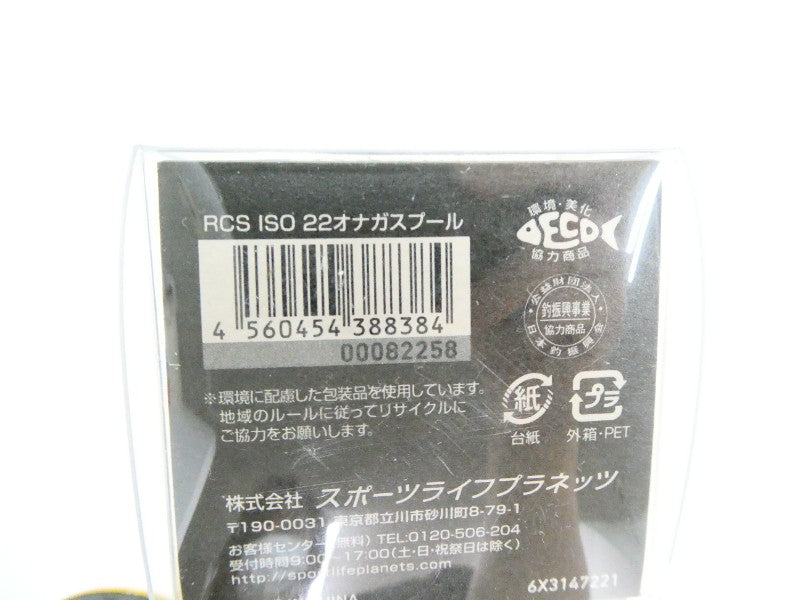 RCS ISO 22オナガスプール
4 560454 388384
00082258
環境・美化
ECO
協力商品
公益財団法人
釣振興事業
協力商品
日本釣振興会
※環境に配慮した包装品を使用しています。
地域のルールに従ってリサイクルに
ご協力をお願いします。
紙
台紙
プラ
外箱・PET
株式会社 スポーツライフプラネッツ
〒190-0031 東京都立川市砂川町8-79-1
お客様センター(無料) TEL:0120-506-204
受付時間9:00~17:00(土・日・祝祭日は除く)
http://sportlifeplanets.com
6X3147221